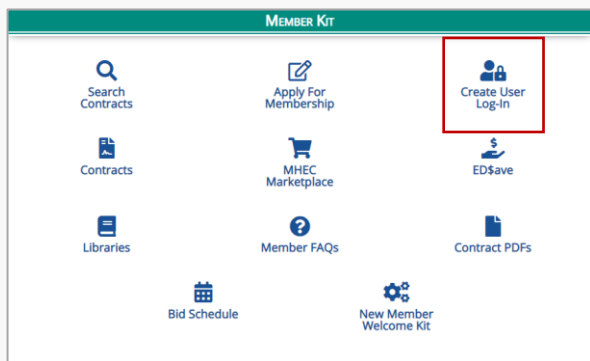 MEMBER KIT
Search
Contracts
Apply For
Membership
Create User
Log-In
Contracts
MHEC
Marketplace
ED$ave
Libraries
Member FAQs
Contract PDFs
Bid Schedule
New Member
Welcome Kit